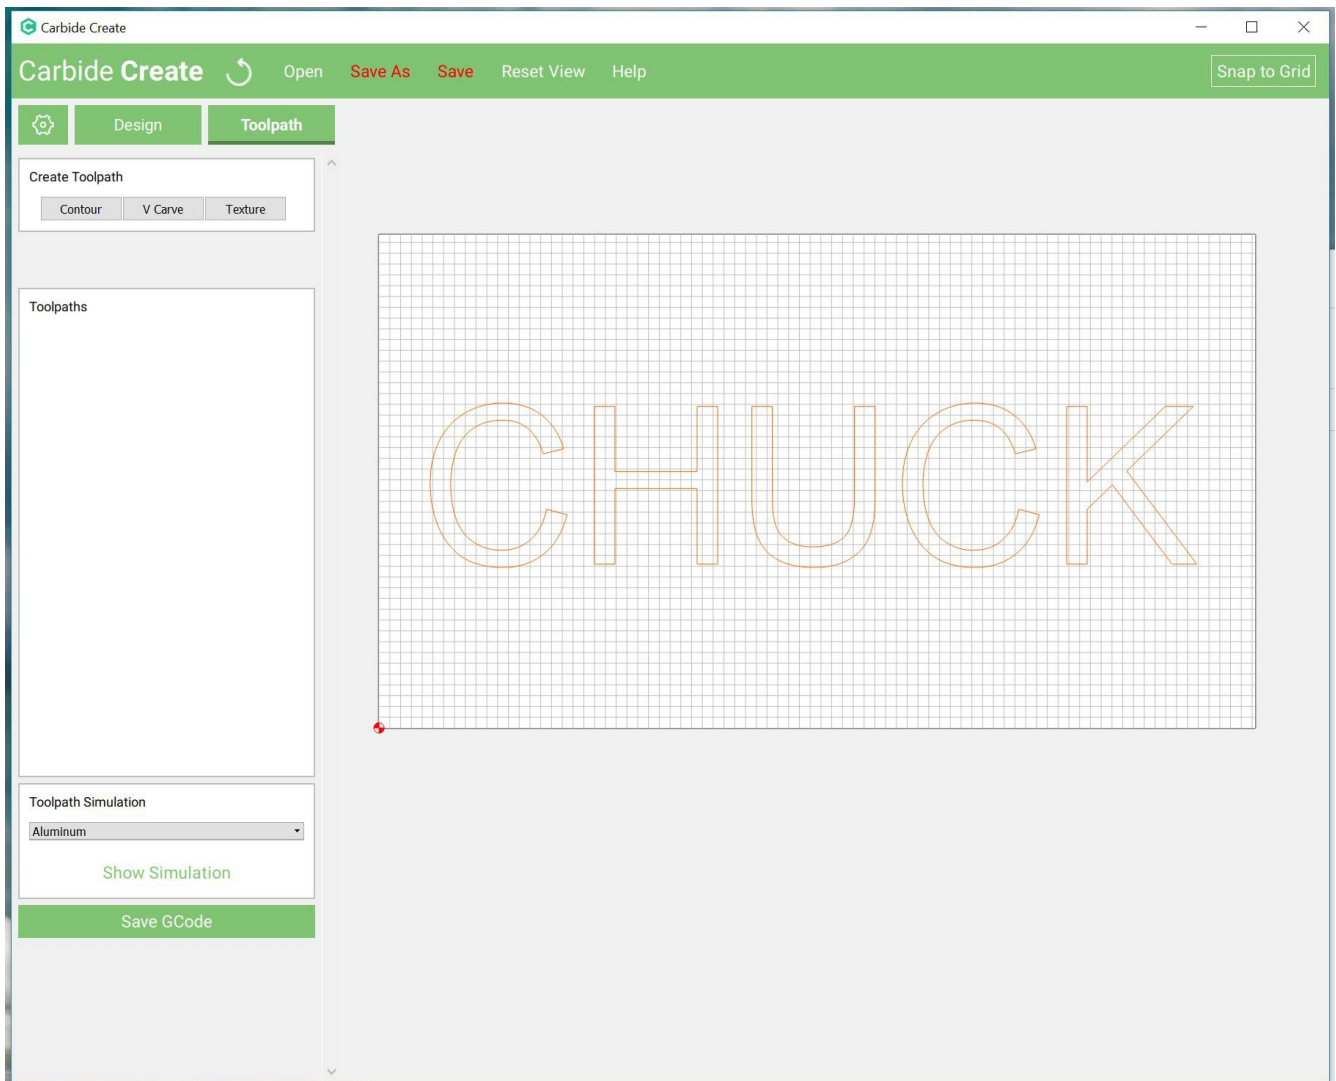 Carbide Create
Carbide Create Open Save As Save Reset View Help Snap to Grid
Design Toolpath
Create Toolpath
Contour V Carve Texture
Toolpaths
CHUCK
Toolpath Simulation
Aluminum
Show Simulation
Save GCode